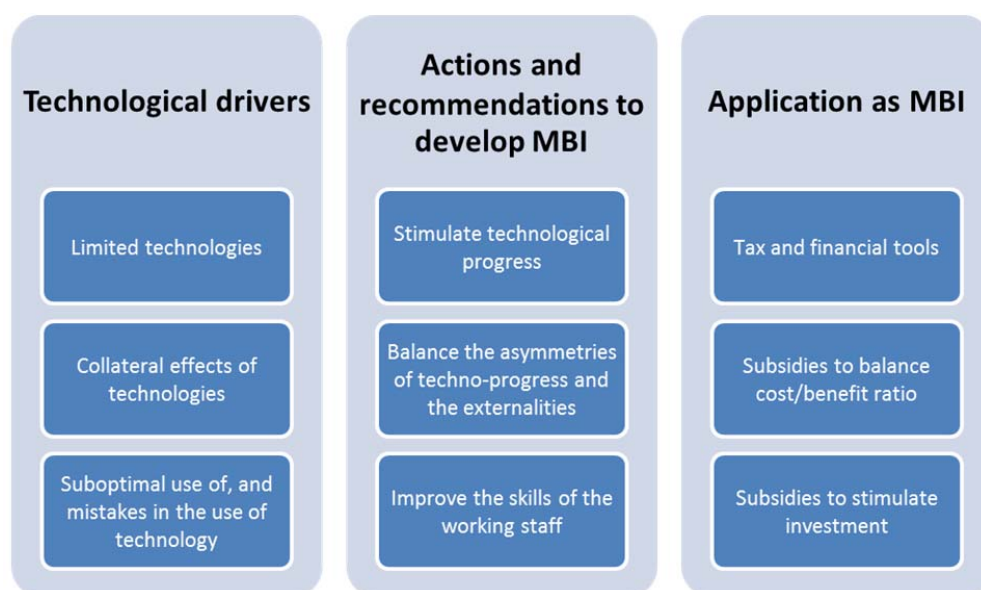 Technological drivers
Limited technologies
Collateral effects of
technologies
Suboptimal use of, and
mistakes in the use of
technology
Actions and
recommendations to
develop MBI
Stimulate technological
progress
Balance the asymmetries
of techno-progress and
the externalities
Improve the skills of the
working staff
Application as MBI
Tax and financial tools
Subsidies to balance
cost/benefit ratio
Subsidies to stimulate
investment